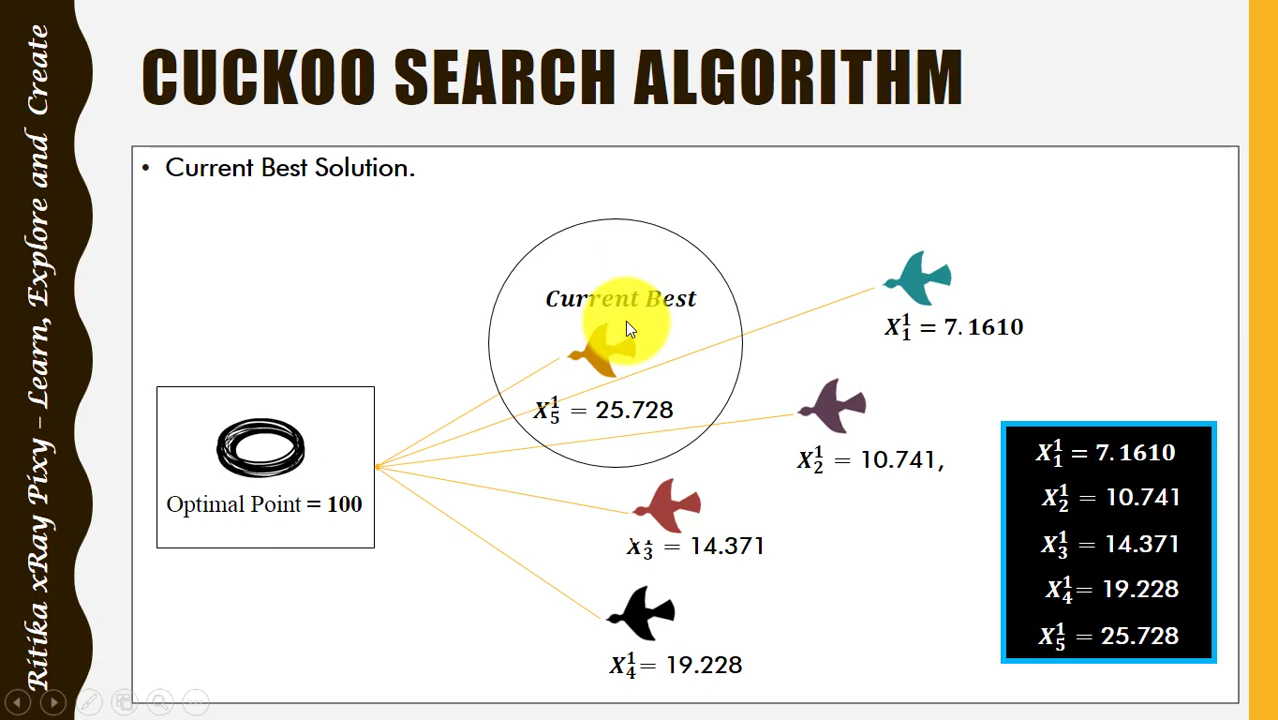 CUCKOO SEARCH ALGORITHM
Ritika xRay Pixy – Learn, Explore and Create
• Current Best Solution.
Current Best
X₅¹ = 25.728
X₁¹ = 7.1610
X₂¹ = 10.741,
Optimal Point = 100
X₃¹ = 14.371
X₄¹= 19.228
X₁¹ = 7.1610
X₂¹ = 10.741
X₃¹ = 14.371
X₄¹= 19.228
X₅¹ = 25.728